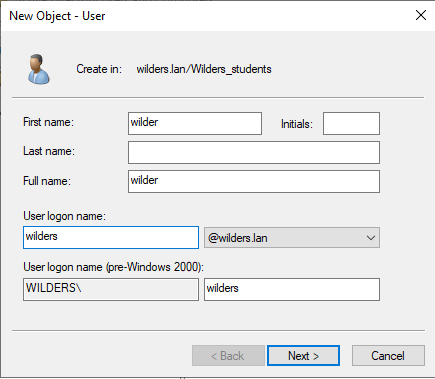 New Object - User
Create in: wilders.lan/Wilders_students
First name: wilder Initials:
Last name:
Full name: wilder
User logon name:
wilders @wilders.lan
User logon name (pre-Windows 2000):
WILDERS\ wilders
< Back Next > Cancel